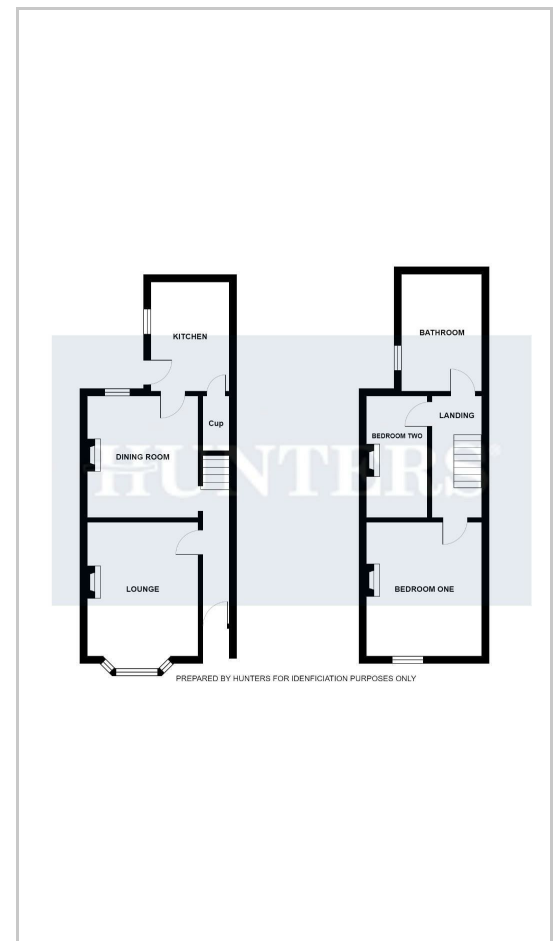 KITCHEN
Cup
DINING ROOM
LOUNGE
BATHROOM
LANDING
BEDROOM TWO
BEDROOM ONE
HUNTERS®
PREPARED BY HUNTERS FOR IDENFICIATION PURPOSES ONLY